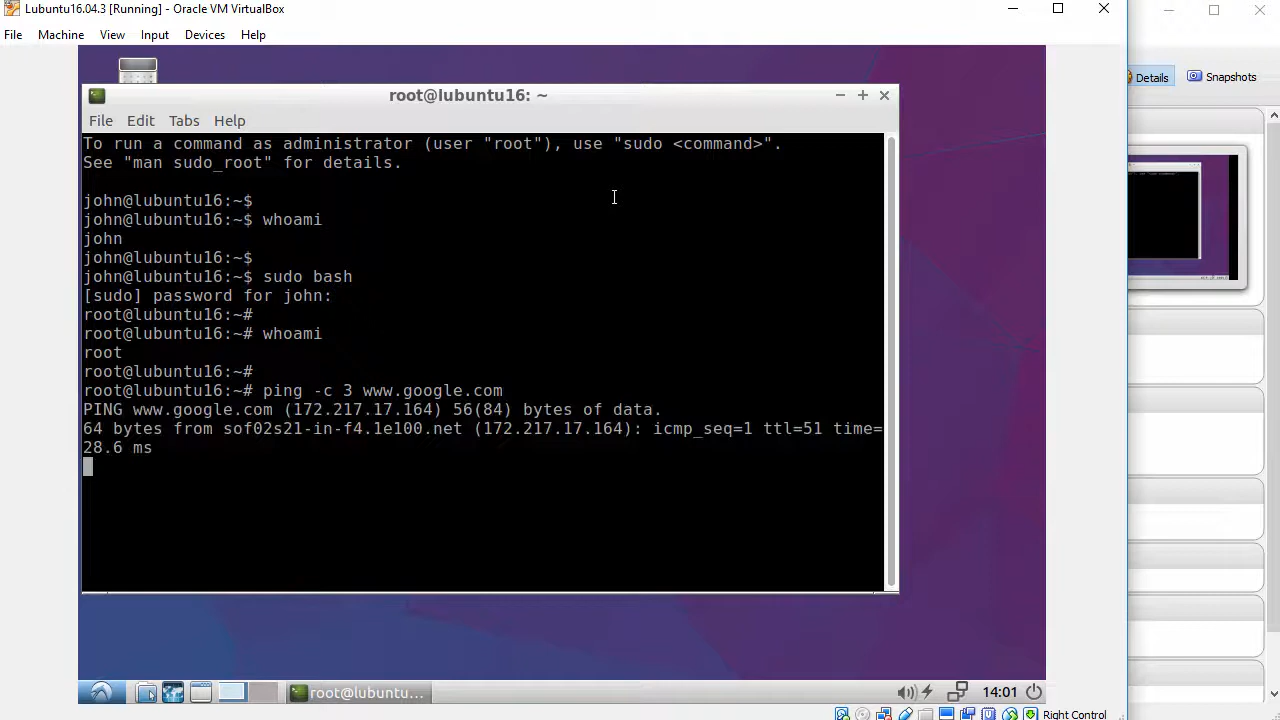 Lubuntu16.04.3 [Running] - Oracle VM VirtualBox
File Machine View Input Devices Help
Details Snapshots
root@lubuntu16: ~
File Edit Tabs Help
To run a command as administrator (user "root"), use "sudo <command>".
See "man sudo_root" for details.
john@lubuntu16:~$
john@lubuntu16:~$ whoami
john
john@lubuntu16:~$
john@lubuntu16:~$ sudo bash
[sudo] password for john:
root@lubuntu16:~#
root@lubuntu16:~# whoami
root
root@lubuntu16:~#
root@lubuntu16:~# ping -c 3 www.google.com
PING www.google.com (172.217.17.164) 56(84) bytes of data.
64 bytes from sof02s21-in-f4.1e100.net (172.217.17.164): icmp_seq=1 ttl=51 time=
28.6 ms
root@lubuntu... 14:01
Right Control